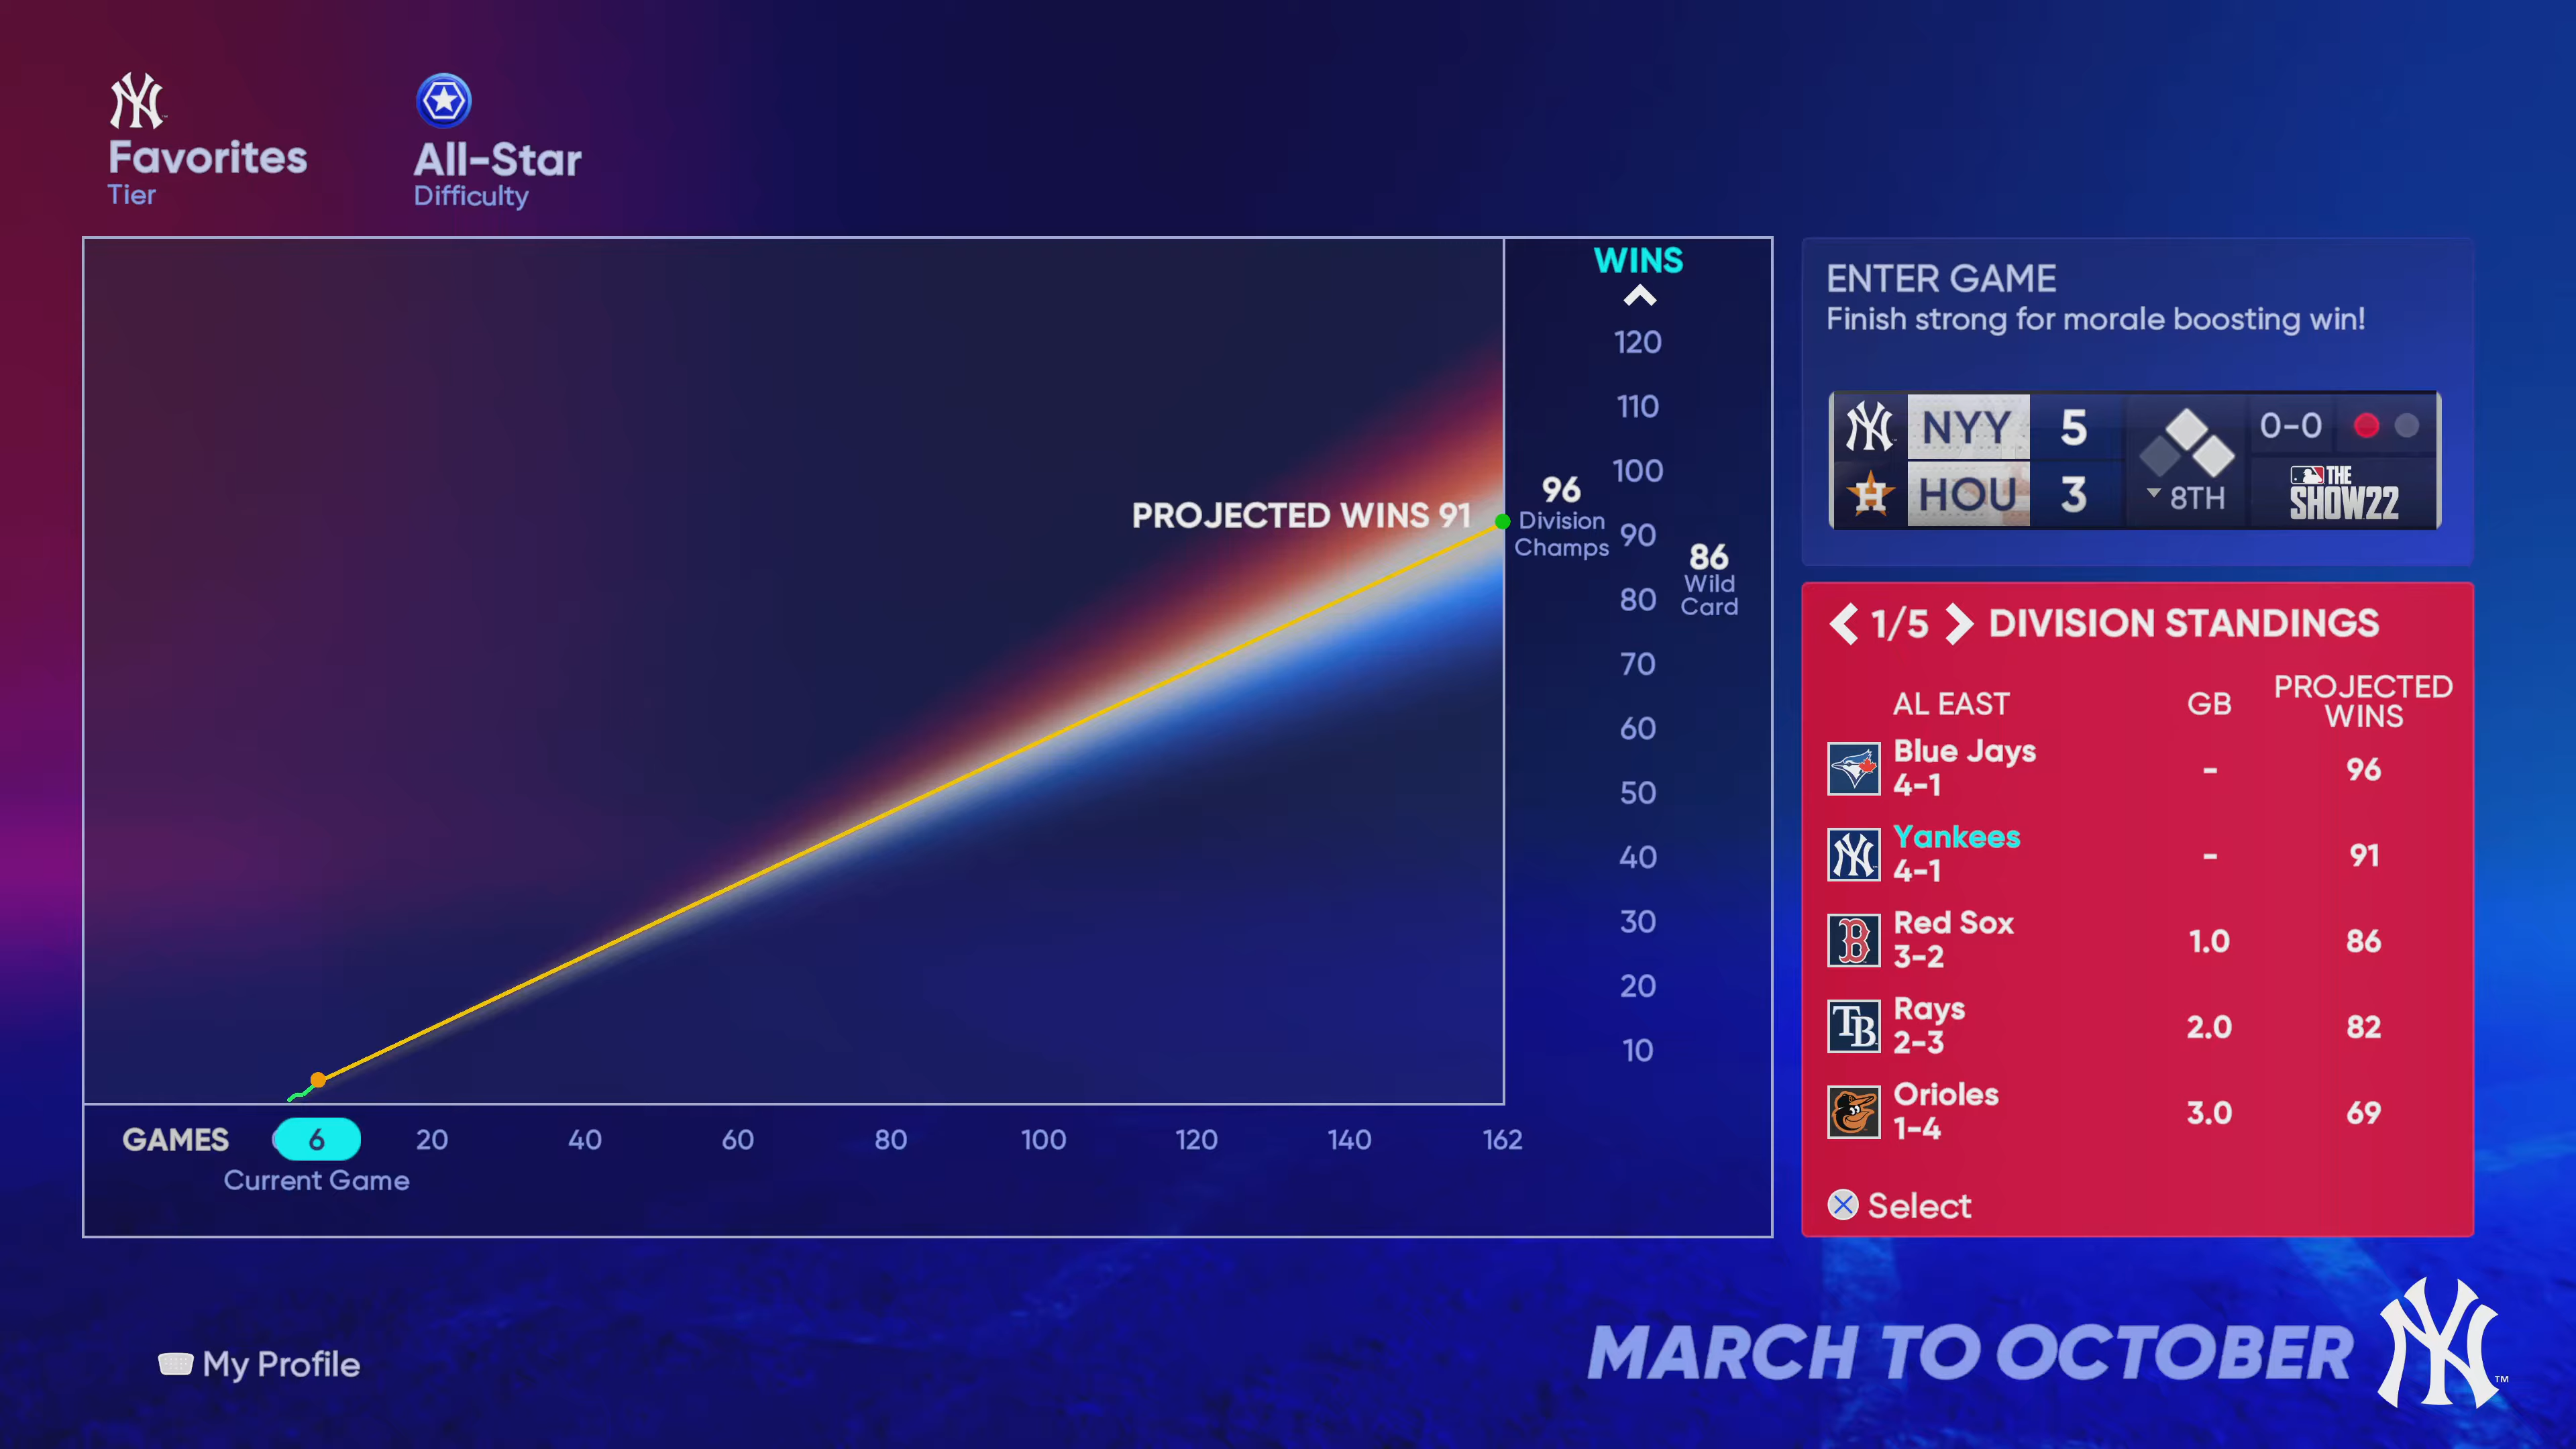 Favorites
Tier
All-Star
Difficulty
WINS
120
110
100
90
80
70
60
50
40
30
20
10
PROJECTED WINS 91
96
Division
Champs
86
Wild
Card
GAMES
6
20
40
60
80
100
120
140
162
Current Game
ENTER GAME
Finish strong for morale boosting win!
NYY 5
0-0
HOU 3
8TH
THE
SHOW 22
1/5 DIVISION STANDINGS
AL EAST GB PROJECTED WINS
Blue Jays
4-1 - 96
Yankees
4-1 - 91
Red Sox
3-2 1.0 86
Rays
2-3 2.0 82
Orioles
1-4 3.0 69
Select
My Profile
MARCH TO OCTOBER
NY
TM